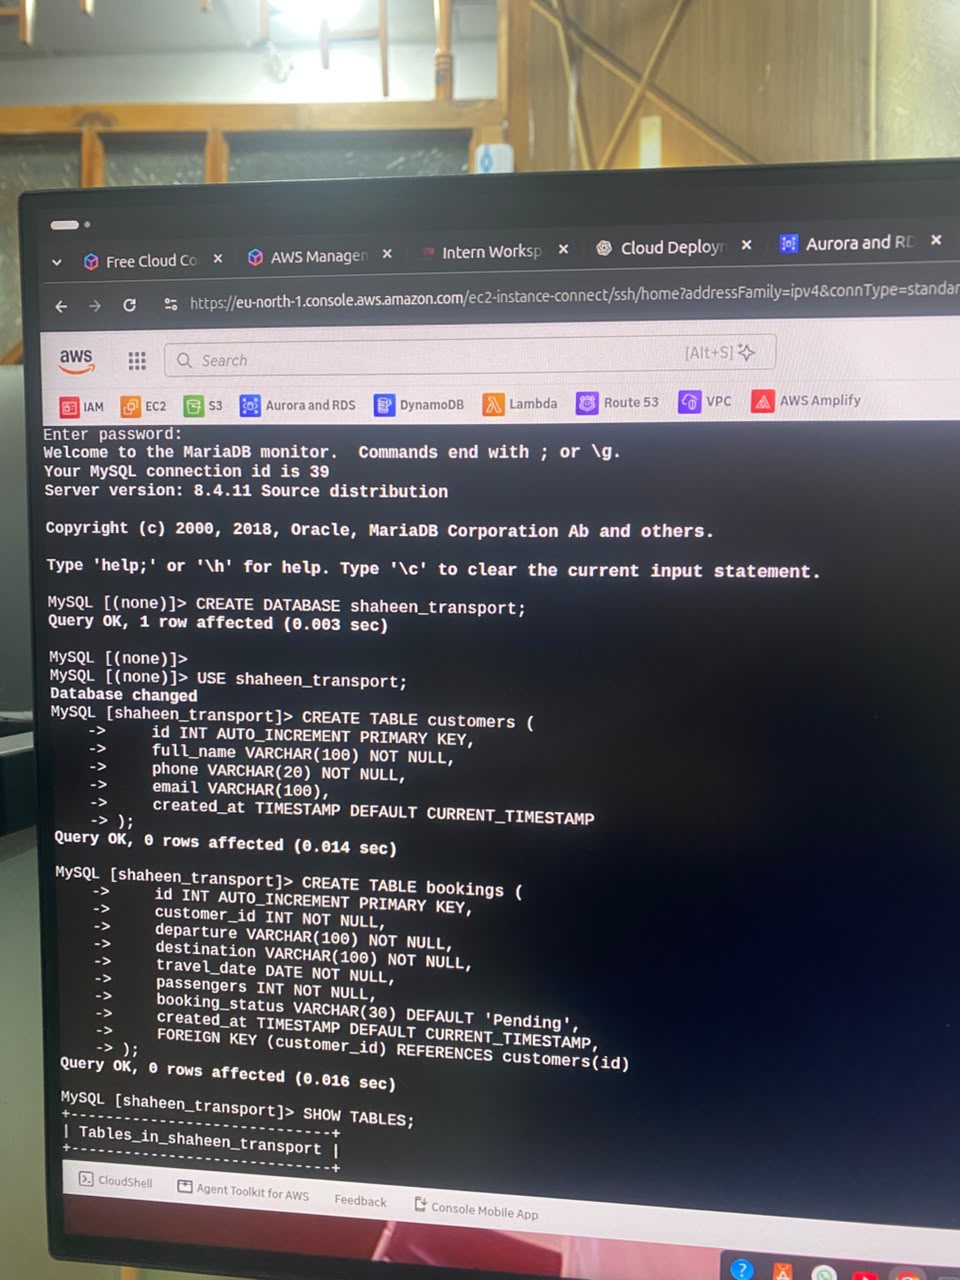 Free Cloud Co
AWS Managem
Intern Worksp
Cloud Deploy
Aurora and RD
https://eu-north-1.console.aws.amazon.com/ec2-instance-connect/ssh/home?addressFamily=ipv4&connType=standar
aws
Search
[Alt+S]
IAM
EC2
S3
Aurora and RDS
DynamoDB
Lambda
Route 53
VPC
AWS Amplify
Enter password:
Welcome to the MariaDB monitor.  Commands end with ; or \g.
Your MySQL connection id is 39
Server version: 8.4.11 Source distribution
Copyright (c) 2000, 2018, Oracle, MariaDB Corporation Ab and others.
Type 'help;' or '\h' for help. Type '\c' to clear the current input statement.
MySQL [(none)]> CREATE DATABASE shaheen_transport;
Query OK, 1 row affected (0.003 sec)
MySQL [(none)]>
MySQL [(none)]> USE shaheen_transport;
Database changed
MySQL [shaheen_transport]> CREATE TABLE customers (
    ->     id INT AUTO_INCREMENT PRIMARY KEY,
    ->     full_name VARCHAR(100) NOT NULL,
    ->     phone VARCHAR(20) NOT NULL,
    ->     email VARCHAR(100),
    ->     created_at TIMESTAMP DEFAULT CURRENT_TIMESTAMP
    -> );
Query OK, 0 rows affected (0.014 sec)
MySQL [shaheen_transport]> CREATE TABLE bookings (
    ->     id INT AUTO_INCREMENT PRIMARY KEY,
    ->     customer_id INT NOT NULL,
    ->     departure VARCHAR(100) NOT NULL,
    ->     destination VARCHAR(100) NOT NULL,
    ->     travel_date DATE NOT NULL,
    ->     passengers INT NOT NULL,
    ->     booking_status VARCHAR(30) DEFAULT 'Pending',
    ->     created_at TIMESTAMP DEFAULT CURRENT_TIMESTAMP,
    ->     FOREIGN KEY (customer_id) REFERENCES customers(id)
    -> );
Query OK, 0 rows affected (0.016 sec)
MySQL [shaheen_transport]> SHOW TABLES;
+-----------------------------+
| Tables_in_shaheen_transport |
+-----------------------------+
CloudShell
Agent Toolkit for AWS
Feedback
Console Mobile App